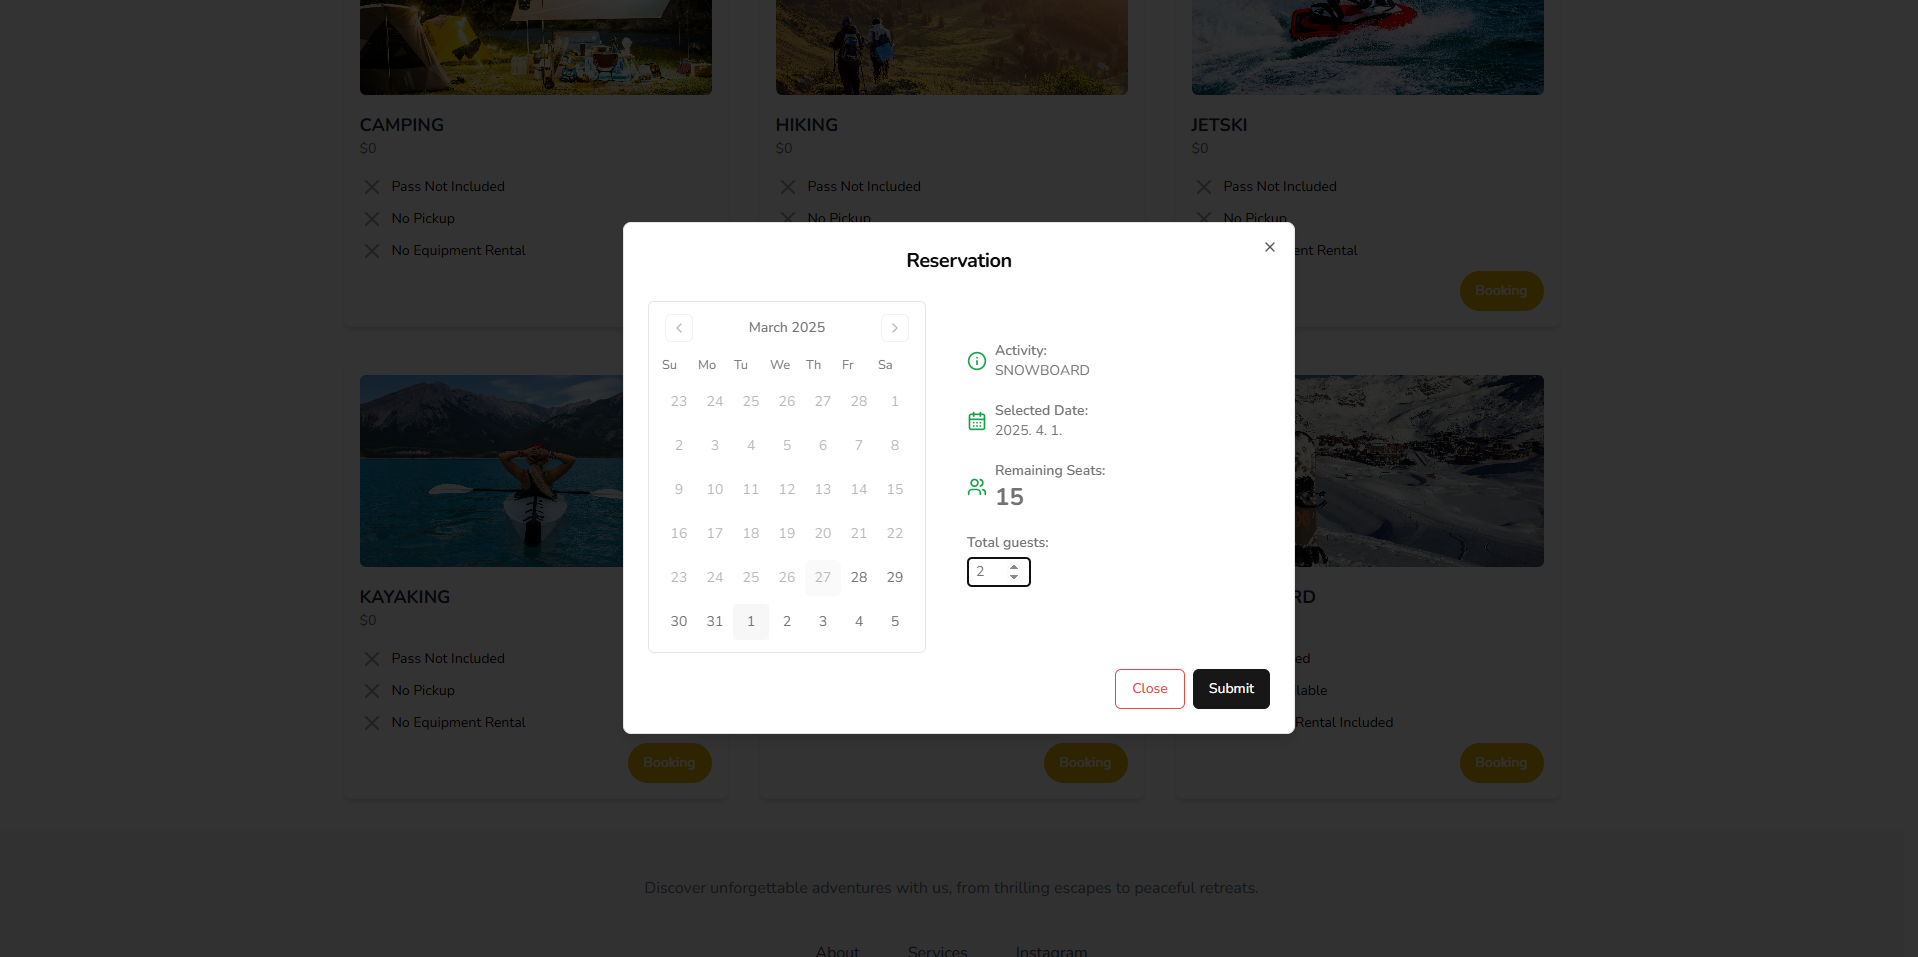 CAMPING
$0
Pass Not Included
No Pickup
No Equipment Rental
HIKING
$0
Pass Not Included
No Pickup
JETSKI
$0
Pass Not Included
No Pickup
ent Rental
Booking
Reservation
March 2025
Su Mo Tu We Th Fr Sa
23 24 25 26 27 28 1
2 3 4 5 6 7 8
9 10 11 12 13 14 15
16 17 18 19 20 21 22
23 24 25 26 27 28 29
30 31 1 2 3 4 5
Activity:
SNOWBOARD
Selected Date:
2025. 4. 1.
Remaining Seats:
15
Total guests:
2
Close
Submit
KAYAKING
$0
Pass Not Included
No Pickup
No Equipment Rental
Booking
Booking
RD
ed
lable
Rental Included
Booking
Discover unforgettable adventures with us, from thrilling escapes to peaceful retreats.
About Services Instagram